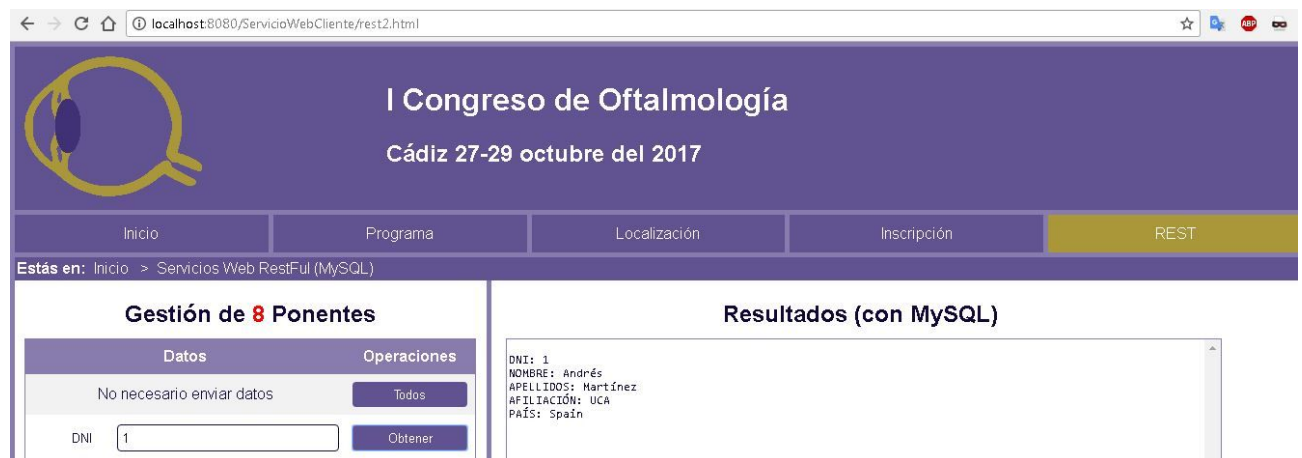 localhost:8080/ServicioWebCliente/rest2.html
ABP
I Congreso de Oftalmología
Cádiz 27-29 octubre del 2017
Inicio Programa Localización Inscripción REST
Estás en: Inicio > Servicios Web RestFul (MySQL)
Gestión de 8 Ponentes
Datos Operaciones
No necesario enviar datos Todos
DNI 1 Obtener
Resultados (con MySQL)
DNI: 1
NOMBRE: Andrés
APELLIDOS: Martínez
AFILIACIÓN: UCA
PAÍS: Spain